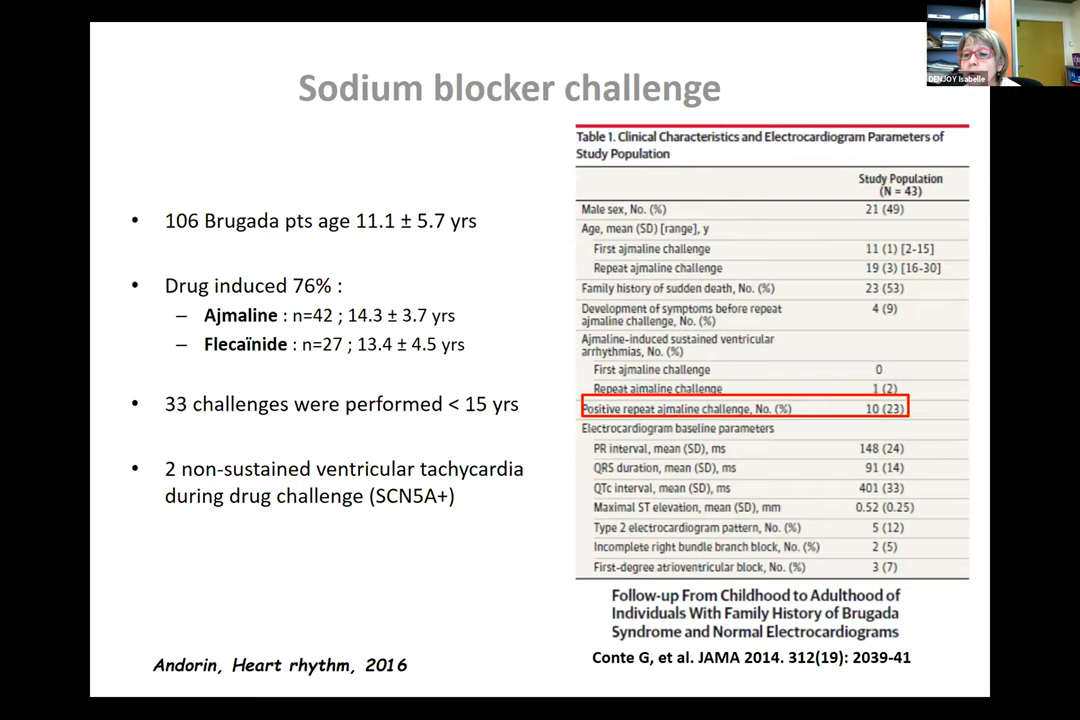 DENJOY Isabelle
Sodium blocker challenge
• 106 Brugada pts age 11.1 ± 5.7 yrs
• Drug induced 76% :
– Ajmaline : n=42 ; 14.3 ± 3.7 yrs
– Flecaïnide : n=27 ; 13.4 ± 4.5 yrs
• 33 challenges were performed < 15 yrs
• 2 non-sustained ventricular tachycardia
during drug challenge (SCN5A+)
Andorin, Heart rhythm, 2016
Table 1. Clinical Characteristics and Electrocardiogram Parameters of
Study Population
Study Population
(N = 43)
Male sex, No. (%) 21 (49)
Age, mean (SD) [range], y
First ajmaline challenge 11 (1) [2-15]
Repeat ajmaline challenge 19 (3) [16-30]
Family history of sudden death, No. (%) 23 (53)
Development of symptoms before repeat
ajmaline challenge, No. (%) 4 (9)
Ajmaline-induced sustained ventricular
arrhythmias, No. (%)
First ajmaline challenge 0
Repeat ajmaline challenge 1 (2)
Positive repeat ajmaline challenge, No. (%) 10 (23)
Electrocardiogram baseline parameters
PR interval, mean (SD), ms 148 (24)
QRS duration, mean (SD), ms 91 (14)
QTc interval, mean (SD), ms 401 (33)
Maximal ST elevation, mean (SD), mm 0.52 (0.25)
Type 2 electrocardiogram pattern, No. (%) 5 (12)
Incomplete right bundle branch block, No. (%) 2 (5)
First-degree atrioventricular block, No. (%) 3 (7)
Follow-up From Childhood to Adulthood of
Individuals With Family History of Brugada
Syndrome and Normal Electrocardiograms
Conte G, et al. JAMA 2014. 312(19): 2039-41